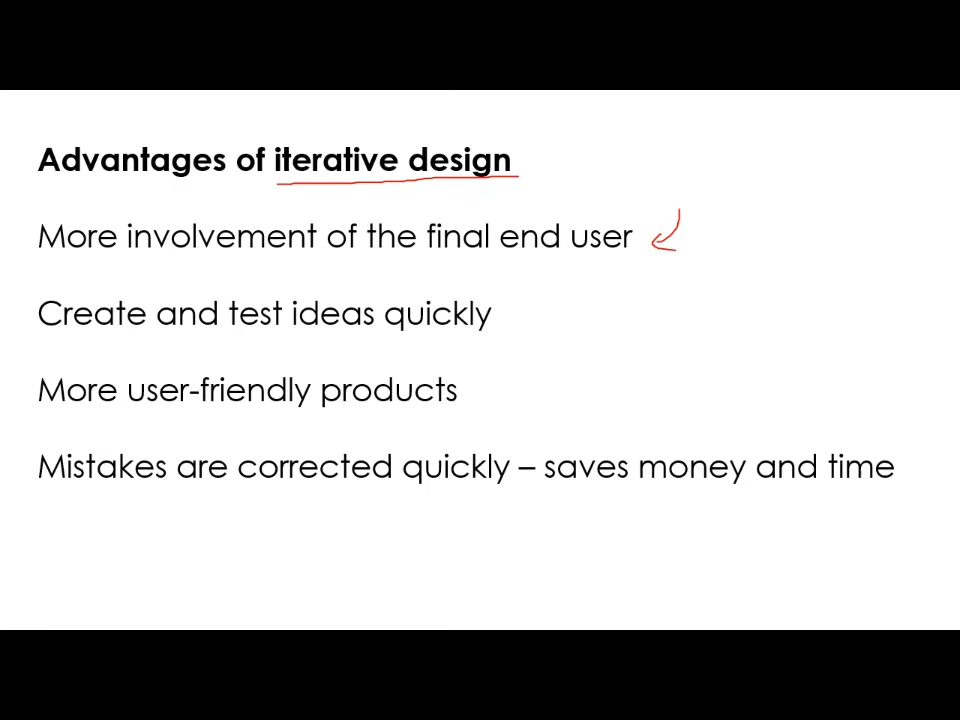 Advantages of iterative design
More involvement of the final end user
Create and test ideas quickly
More user-friendly products
Mistakes are corrected quickly – saves money and time